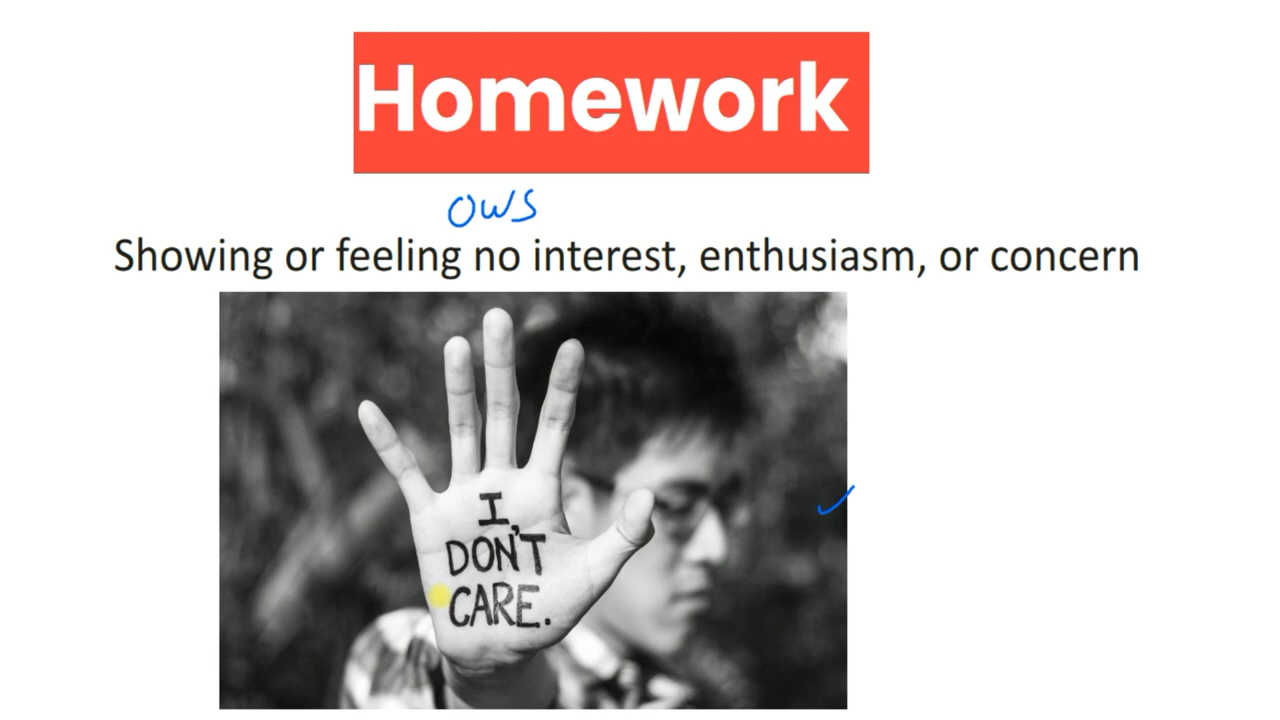 Homework
OWS
Showing or feeling no interest, enthusiasm, or concern
I
DON'T
CARE.